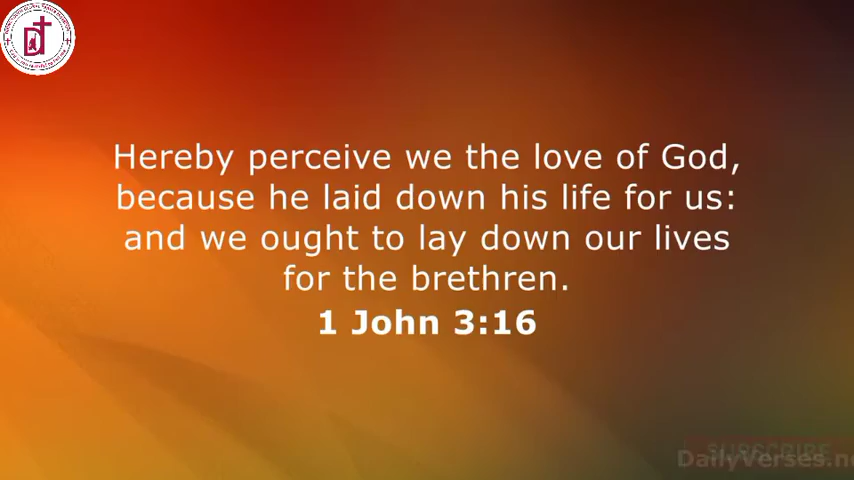 Hereby perceive we the love of God,
because he laid down his life for us:
and we ought to lay down our lives
for the brethren.
1 John 3:16
SUBSCRIBE
DailyVerses.ne